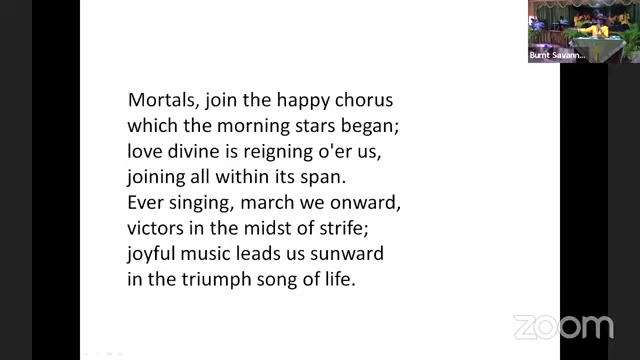 Burnt Savann...
Mortals, join the happy chorus
which the morning stars began;
love divine is reigning o'er us,
joining all within its span.
Ever singing, march we onward,
victors in the midst of strife;
joyful music leads us sunward
in the triumph song of life.
zoom